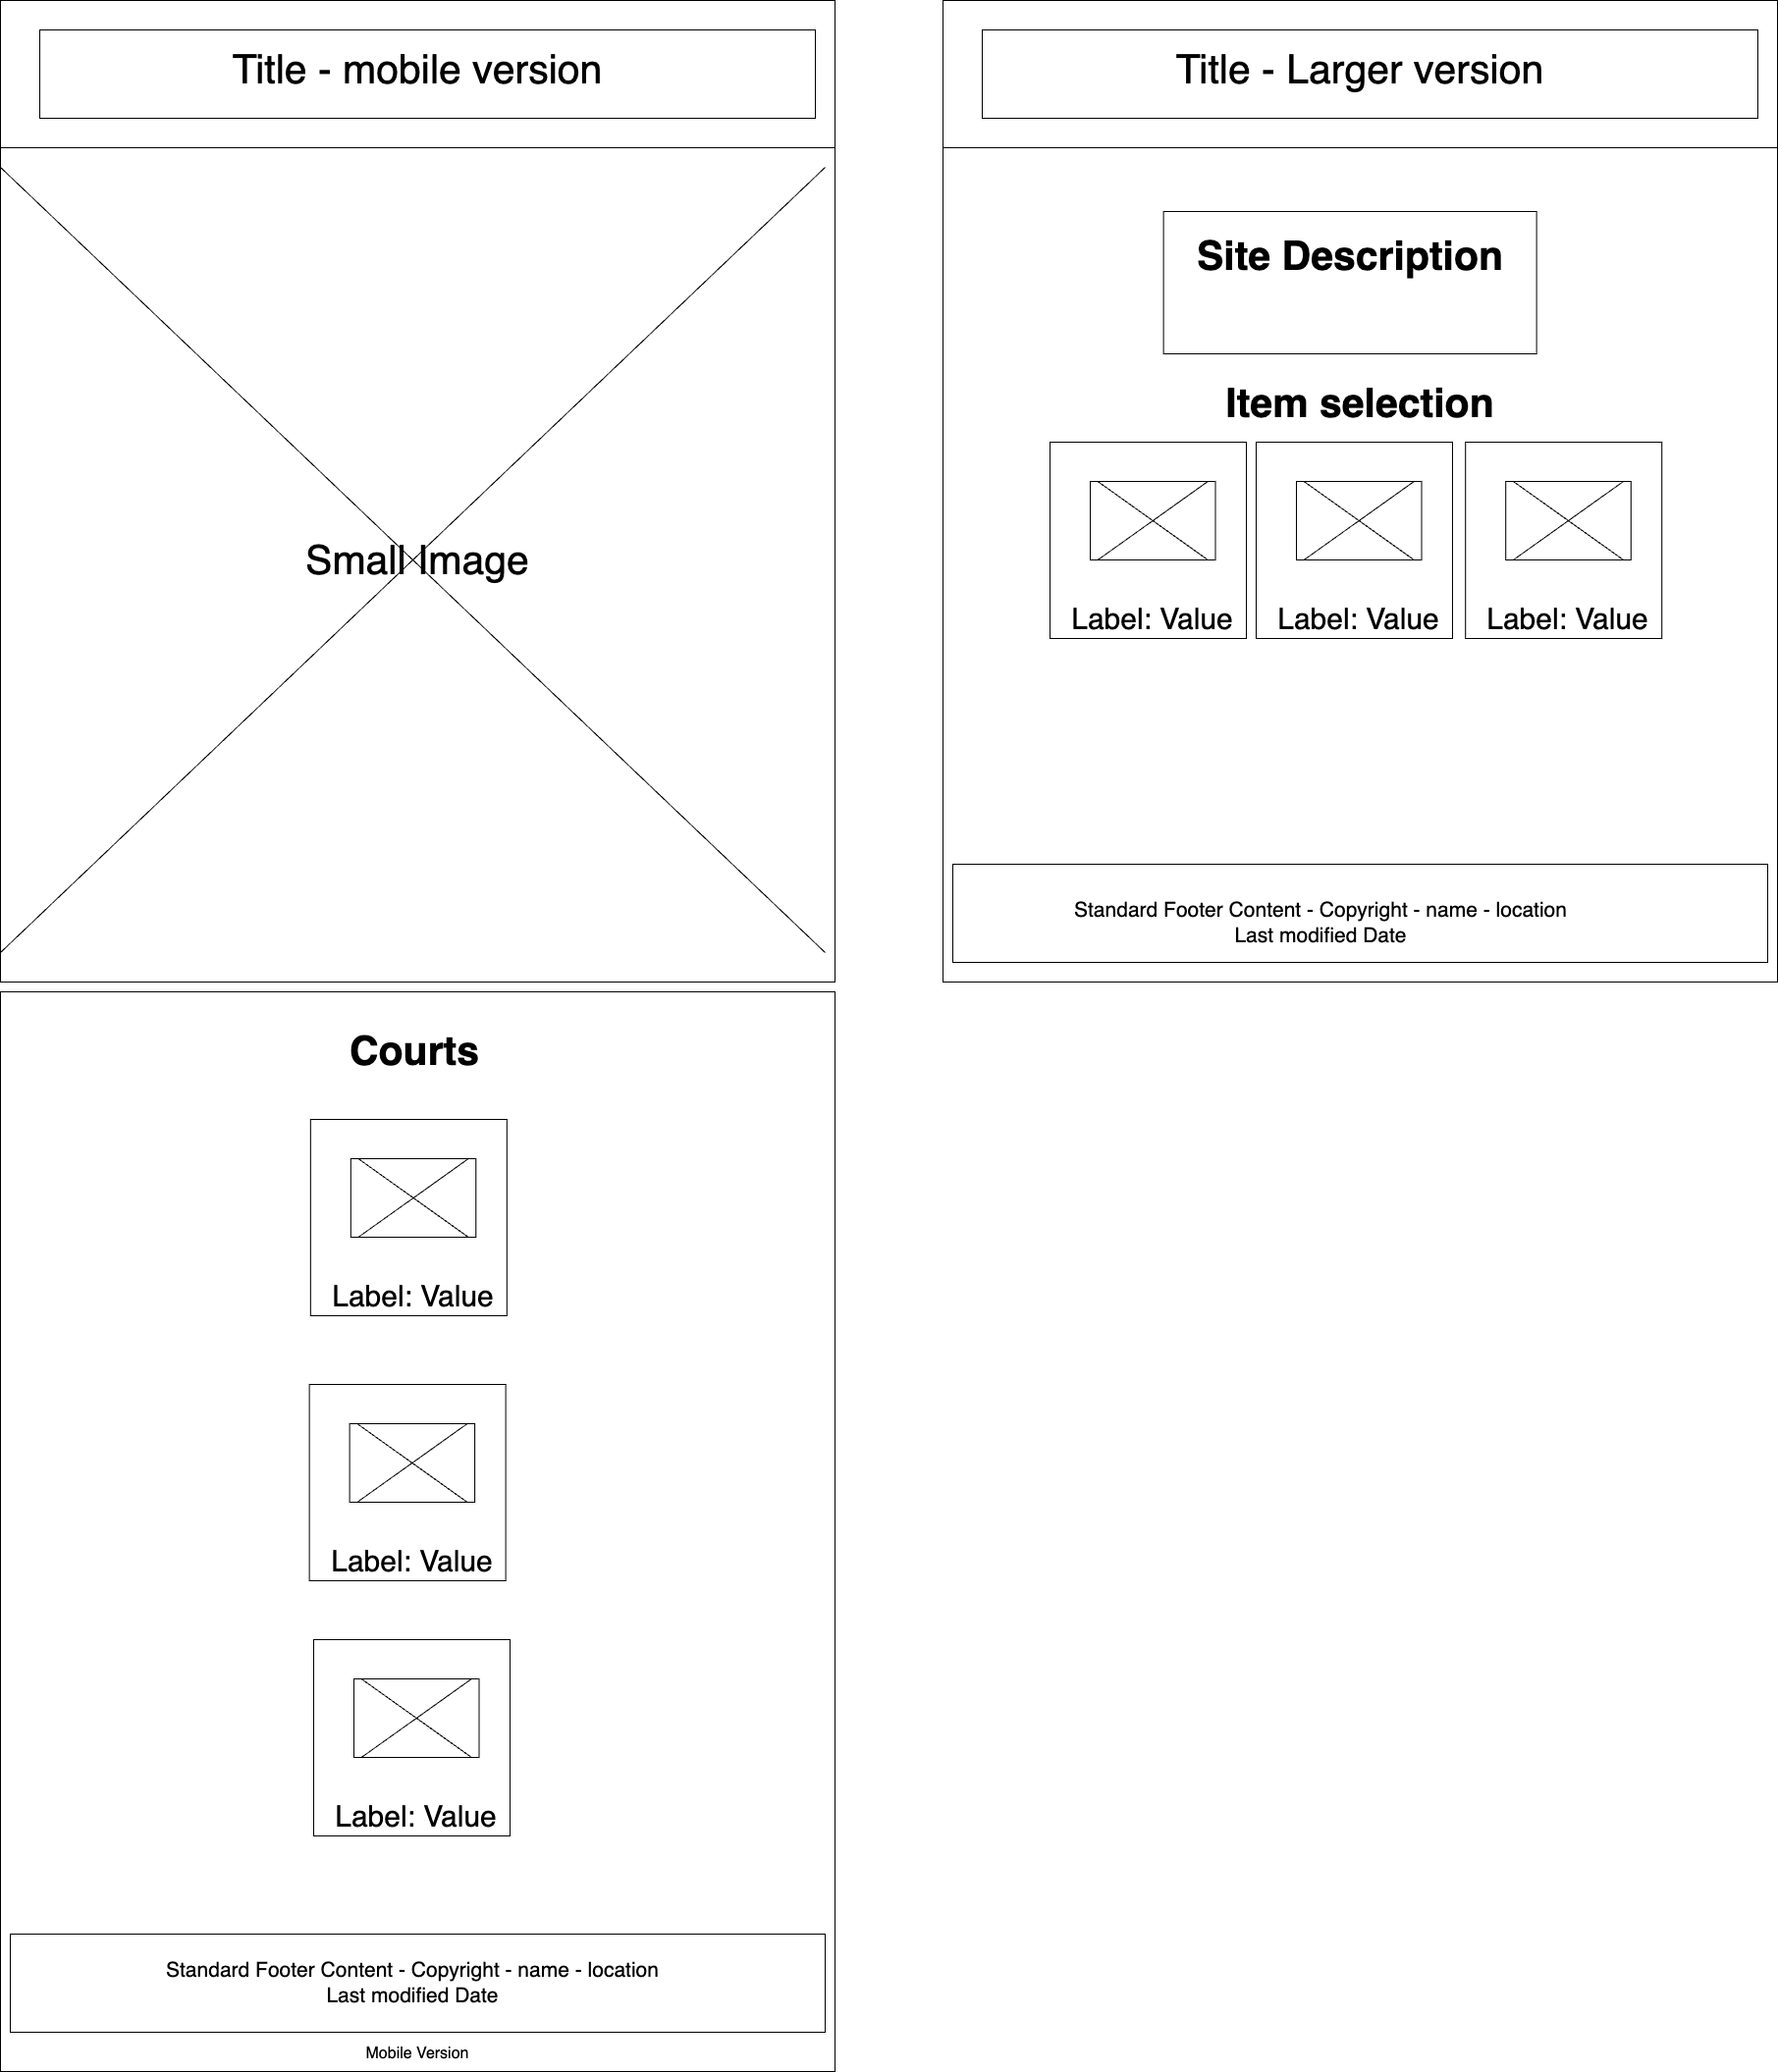 Title - mobile version
Small Image
Courts
Label: Value
Label: Value
Label: Value
Standard Footer Content - Copyright - name - location
Last modified Date
Mobile Version
Title - Larger version
Site Description
Item selection
Label: Value
Label: Value
Label: Value
Standard Footer Content - Copyright - name - location
Last modified Date